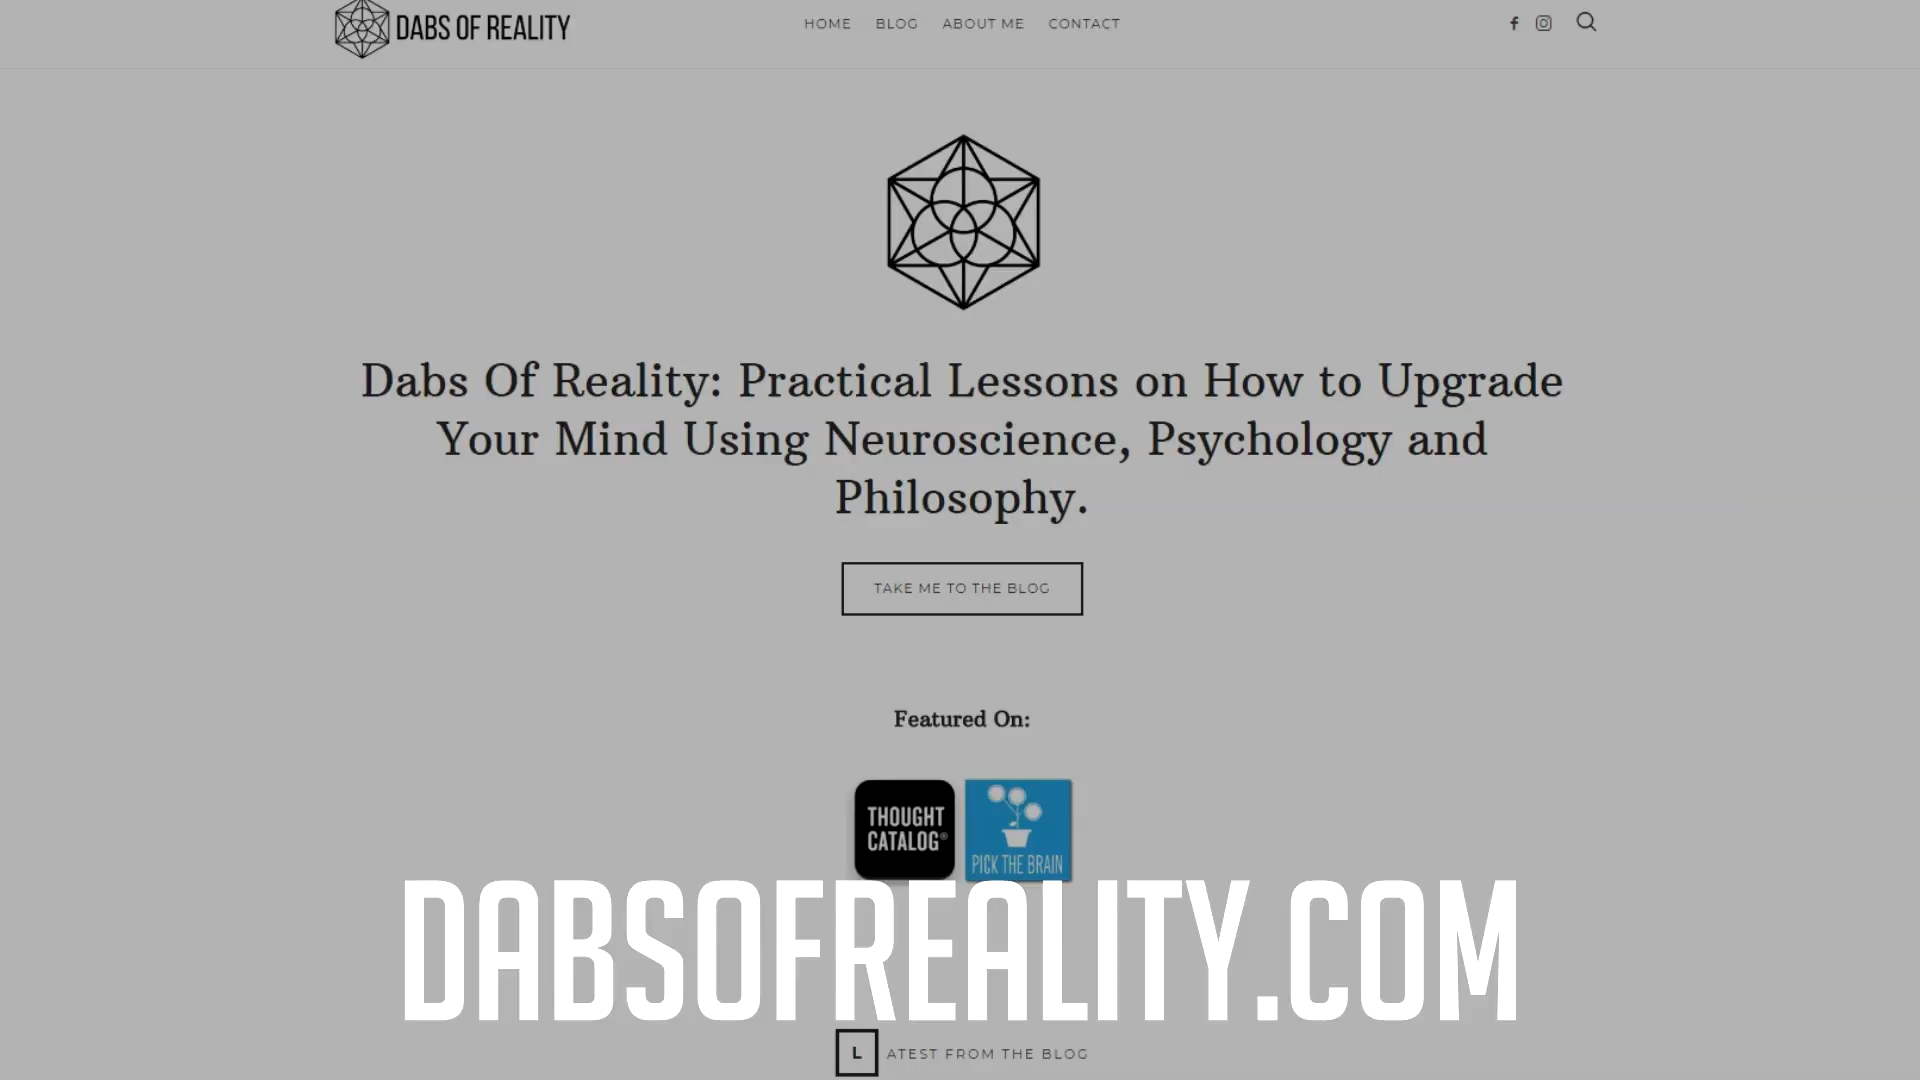 DABS OF REALITY
HOME BLOG ABOUT ME CONTACT
Dabs Of Reality: Practical Lessons on How to Upgrade
Your Mind Using Neuroscience, Psychology and
Philosophy.
TAKE ME TO THE BLOG
Featured On:
THOUGHT
CATALOG®
PICK THE BRAIN
DABSOFREALITY.COM
LATEST FROM THE BLOG